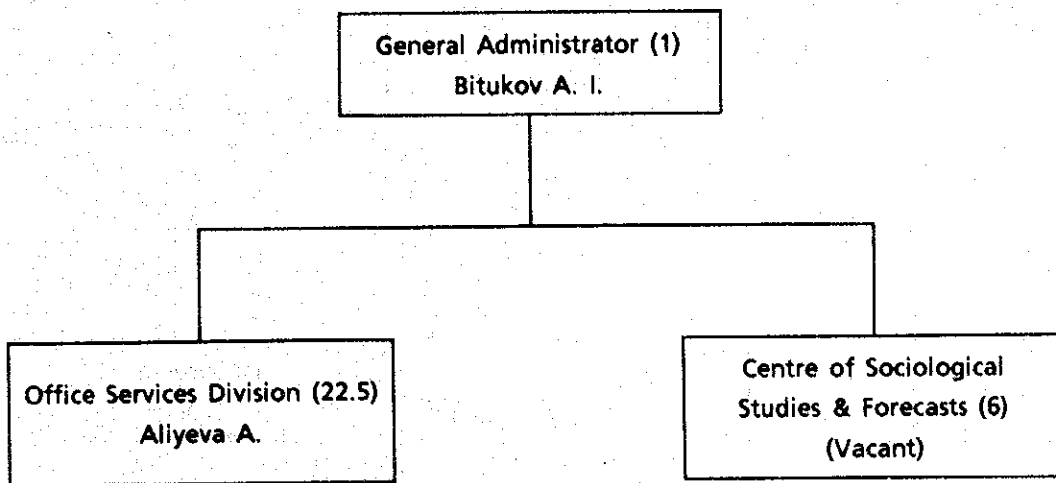 General Administrator (1)
Bitukov A. I.
Office Services Division (22.5)
Aliyeva A.
Centre of Sociological
Studies & Forecasts (6)
(Vacant)